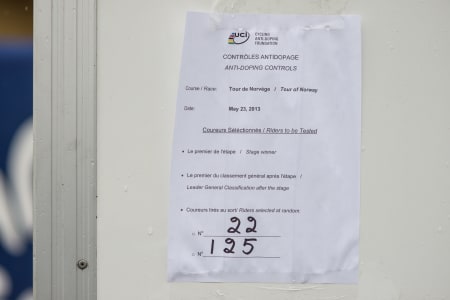 UCI
CYCLING
ANTI-DOPING
FOUNDATION
CONTRÔLES ANTIDOPAGE
ANTI-DOPING CONTROLS
Course / Race: Tour de Norvège / Tour of Norway
Date: May 23, 2013
Coureurs Sélectionnés / Riders to be Tested
• Le premier de l'étape / Stage winner
• Le premier du classement général après l'étape /
Leader General Classification after the stage
• Coureurs tirés au sort/ Riders selected at random:
o N° 22
o N° 125